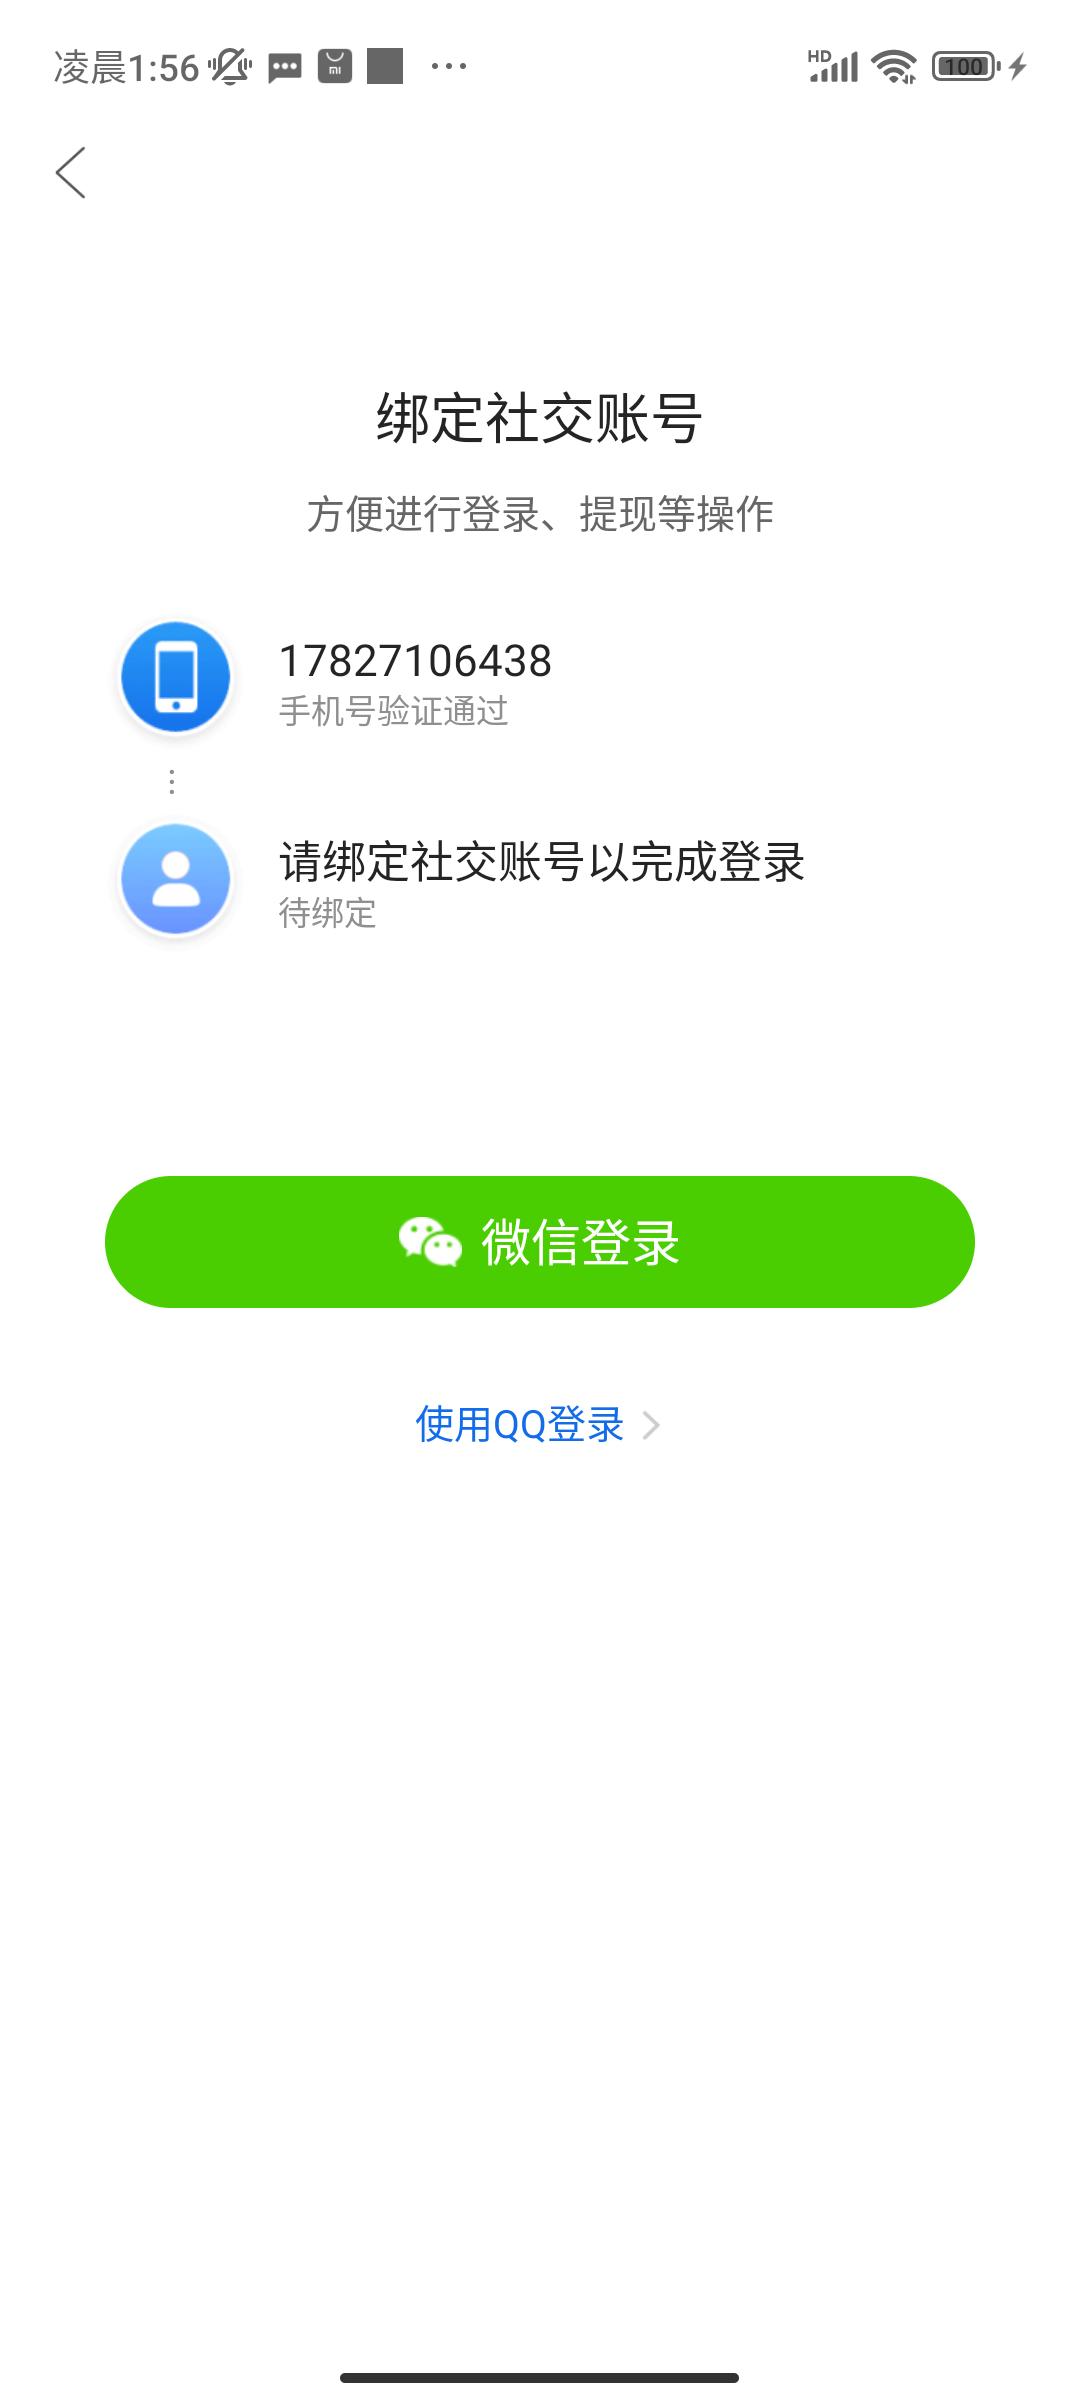 凌晨1:56
HD
100
绑定社交账号
方便进行登录、提现等操作
17827106438
手机号验证通过
请绑定社交账号以完成登录
待绑定
微信登录
使用QQ登录